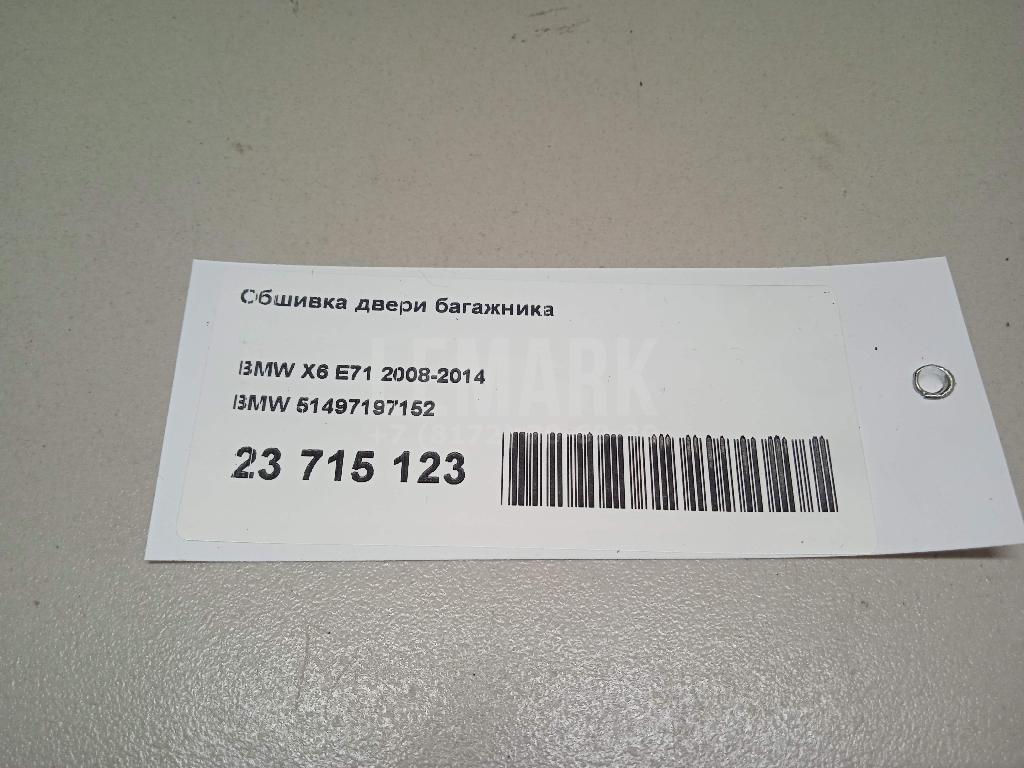 Обшивка двери багажника
BMW X6 E71 2008-2014
BMW 51497197152
23 715 123
LEMARK